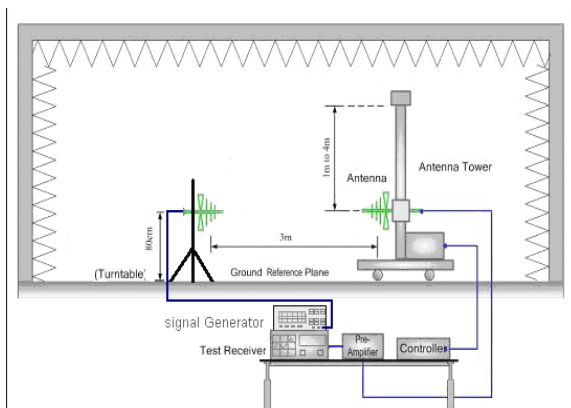 1m to 4m
Antenna
Antenna Tower
80cm
3m
(Turntable)
Ground Reference Plane
signal Generator
Test Receiver
Pre-
Amplifier
Controller